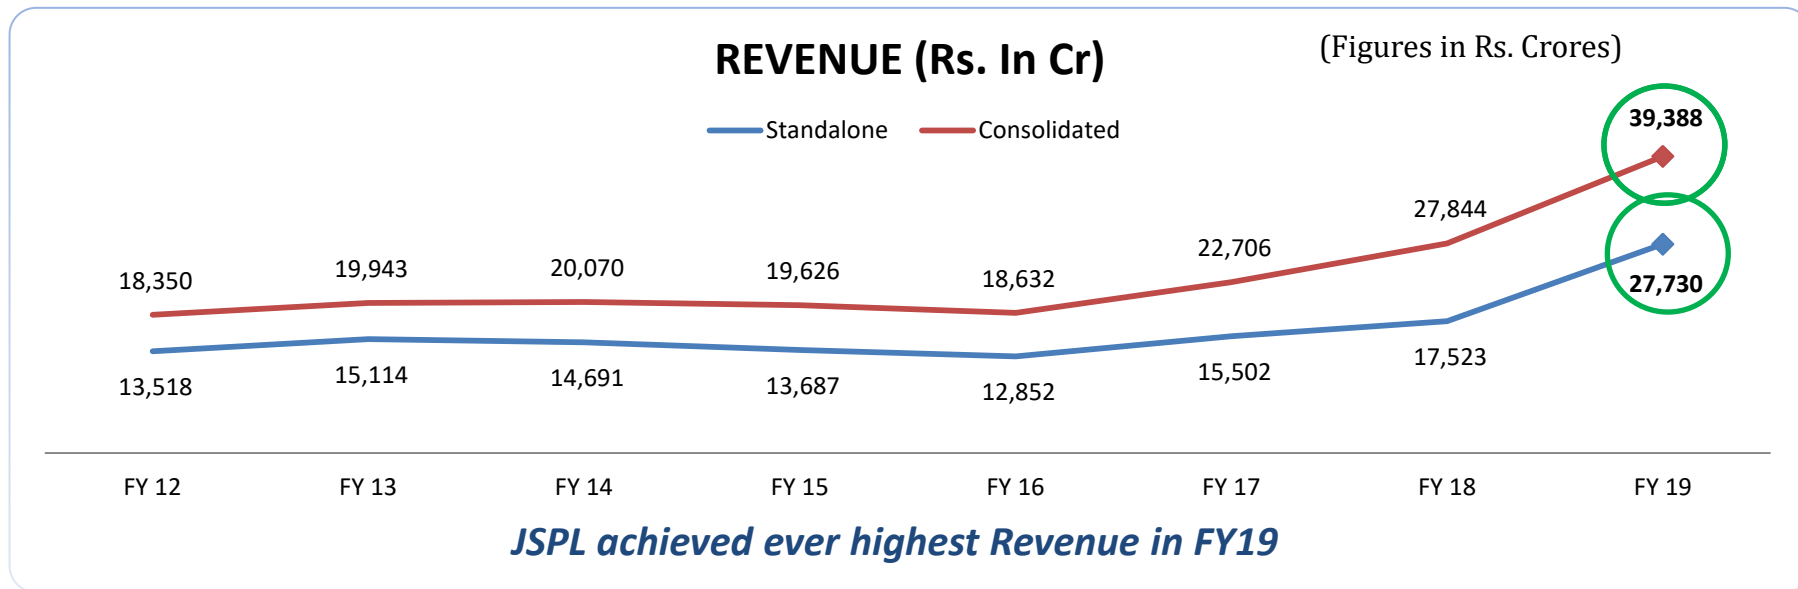 REVENUE (Rs. In Cr)
(Figures in Rs. Crores)
Standalone
Consolidated
39,388
27,844
22,706
18,350
19,943
20,070
19,626
18,632
27,730
13,518
15,114
14,691
13,687
12,852
15,502
17,523
FY 12
FY 13
FY 14
FY 15
FY 16
FY 17
FY 18
FY 19
JSPL achieved ever highest Revenue in FY19